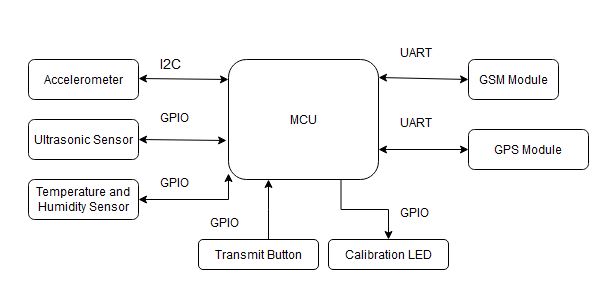 I2C
UART
Accelerometer
GSM Module
GPIO
MCU
UART
Ultrasonic Sensor
GPS Module
GPIO
Temperature and
Humidity Sensor
GPIO
GPIO
Transmit Button
Calibration LED